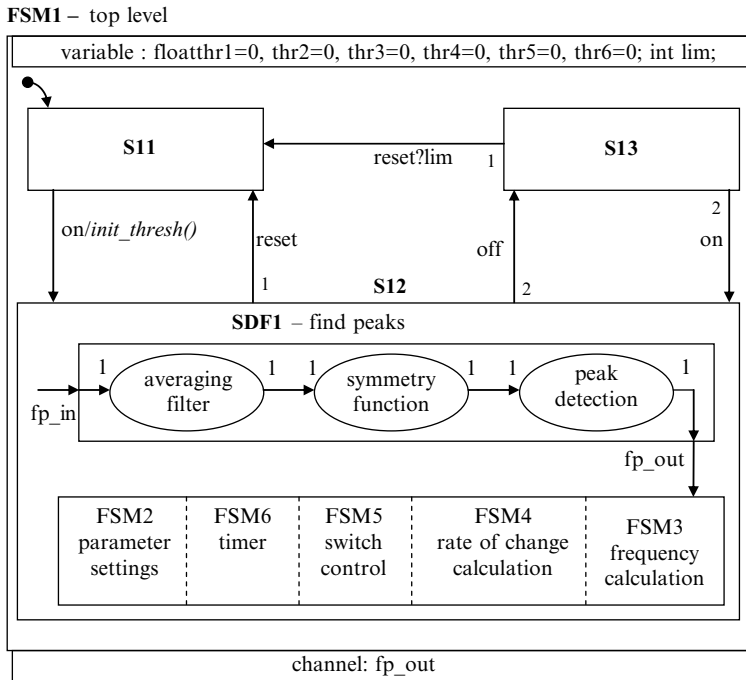 FSM1 – top level
variable : floatthr1=0, thr2=0, thr3=0, thr4=0, thr5=0, thr6=0; int lim;
S11
S13
reset?lim
1
on/init_thresh()
reset
off
2
on
1
S12
2
SDF1 – find peaks
1
averaging
filter
1
1
symmetry
function
1
1
peak
detection
1
fp_in
fp_out
FSM2
parameter
settings
FSM6
timer
FSM5
switch
control
FSM4
rate of change
calculation
FSM3
frequency
calculation
channel: fp_out